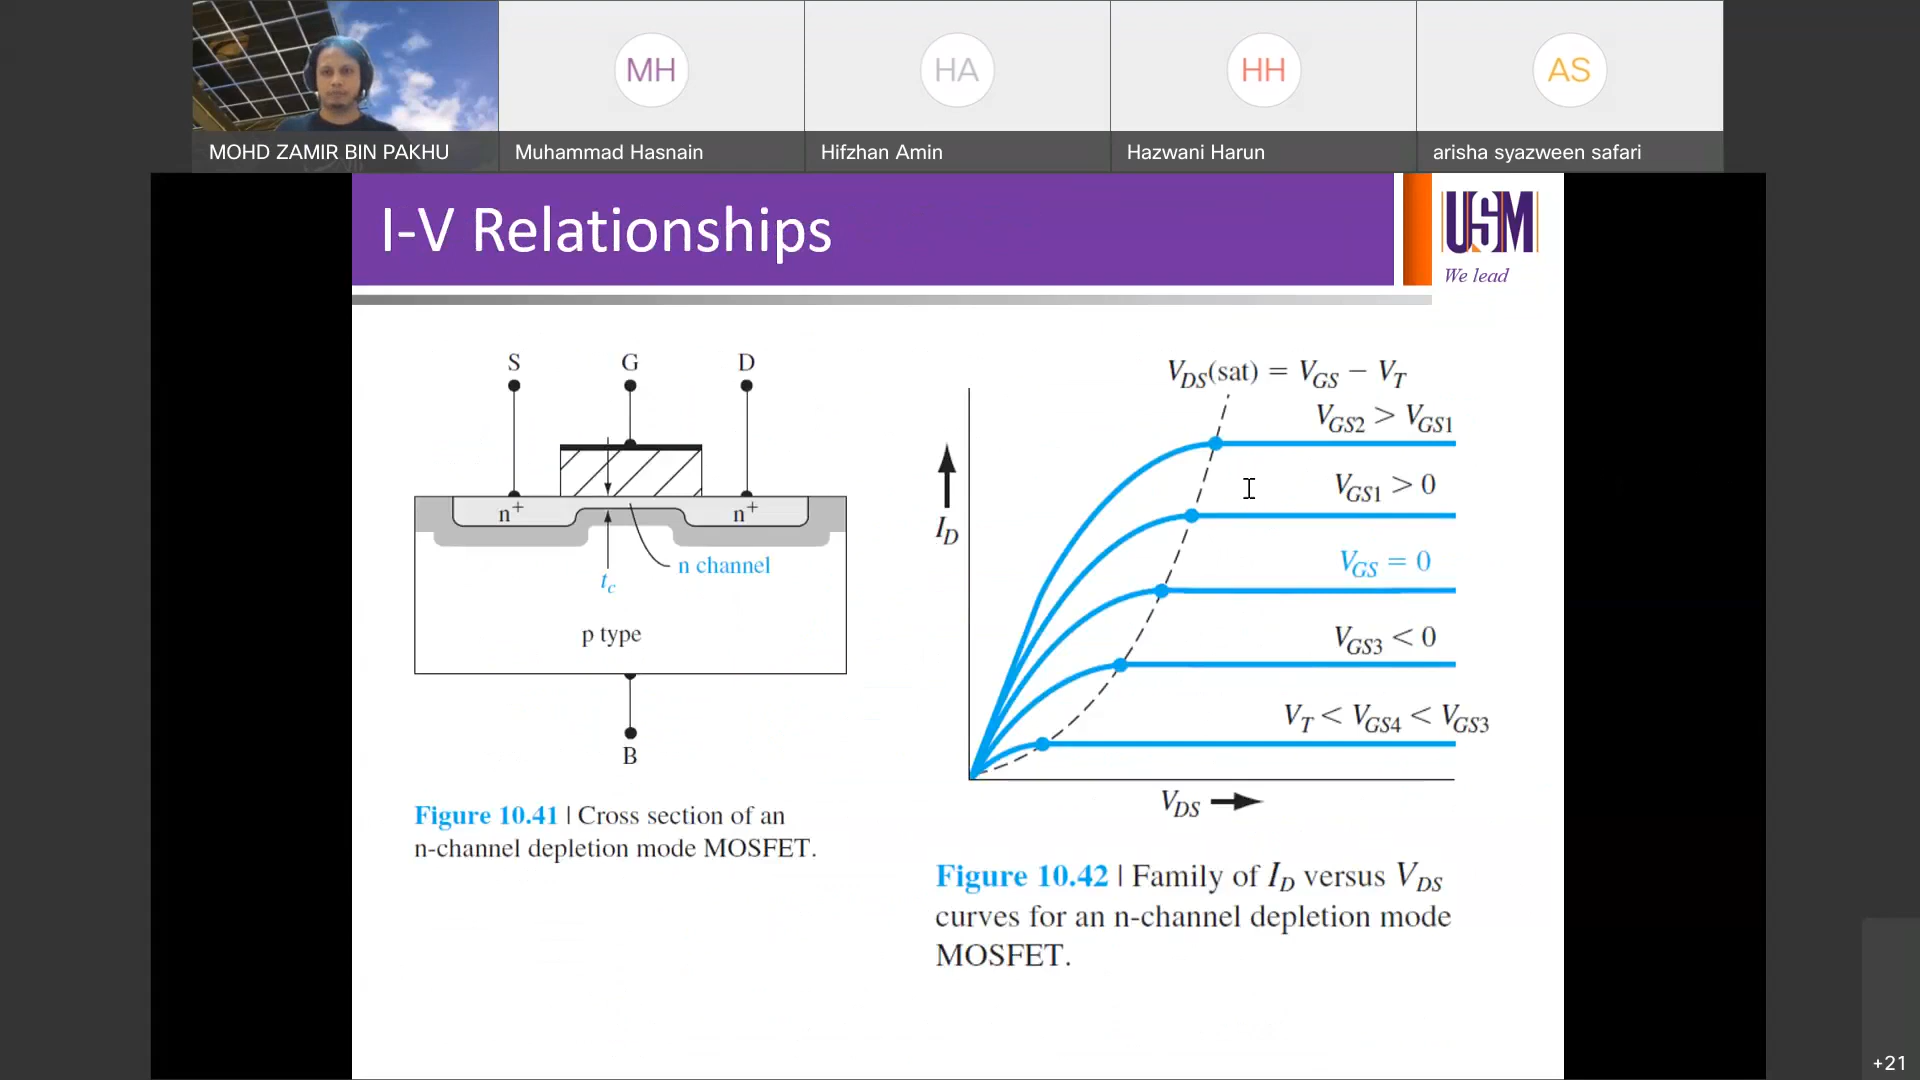 MH
HA
HH
AS
MOHD ZAMIR BIN PAKHU
Muhammad Hasnain
Hifzhan Amin
Hazwani Harun
arisha syazween safari
I-V Relationships
USM
We lead
S
G
D
n+
n+
n channel
tc
p type
B
Figure 10.41 | Cross section of an
n-channel depletion mode MOSFET.
VDS(sat) = VGS − VT
VGS2 > VGS1
VGS1 > 0
ID
VGS = 0
VGS3 < 0
VT < VGS4 < VGS3
VDS
Figure 10.42 | Family of ID versus VDS
curves for an n-channel depletion mode
MOSFET.
+21